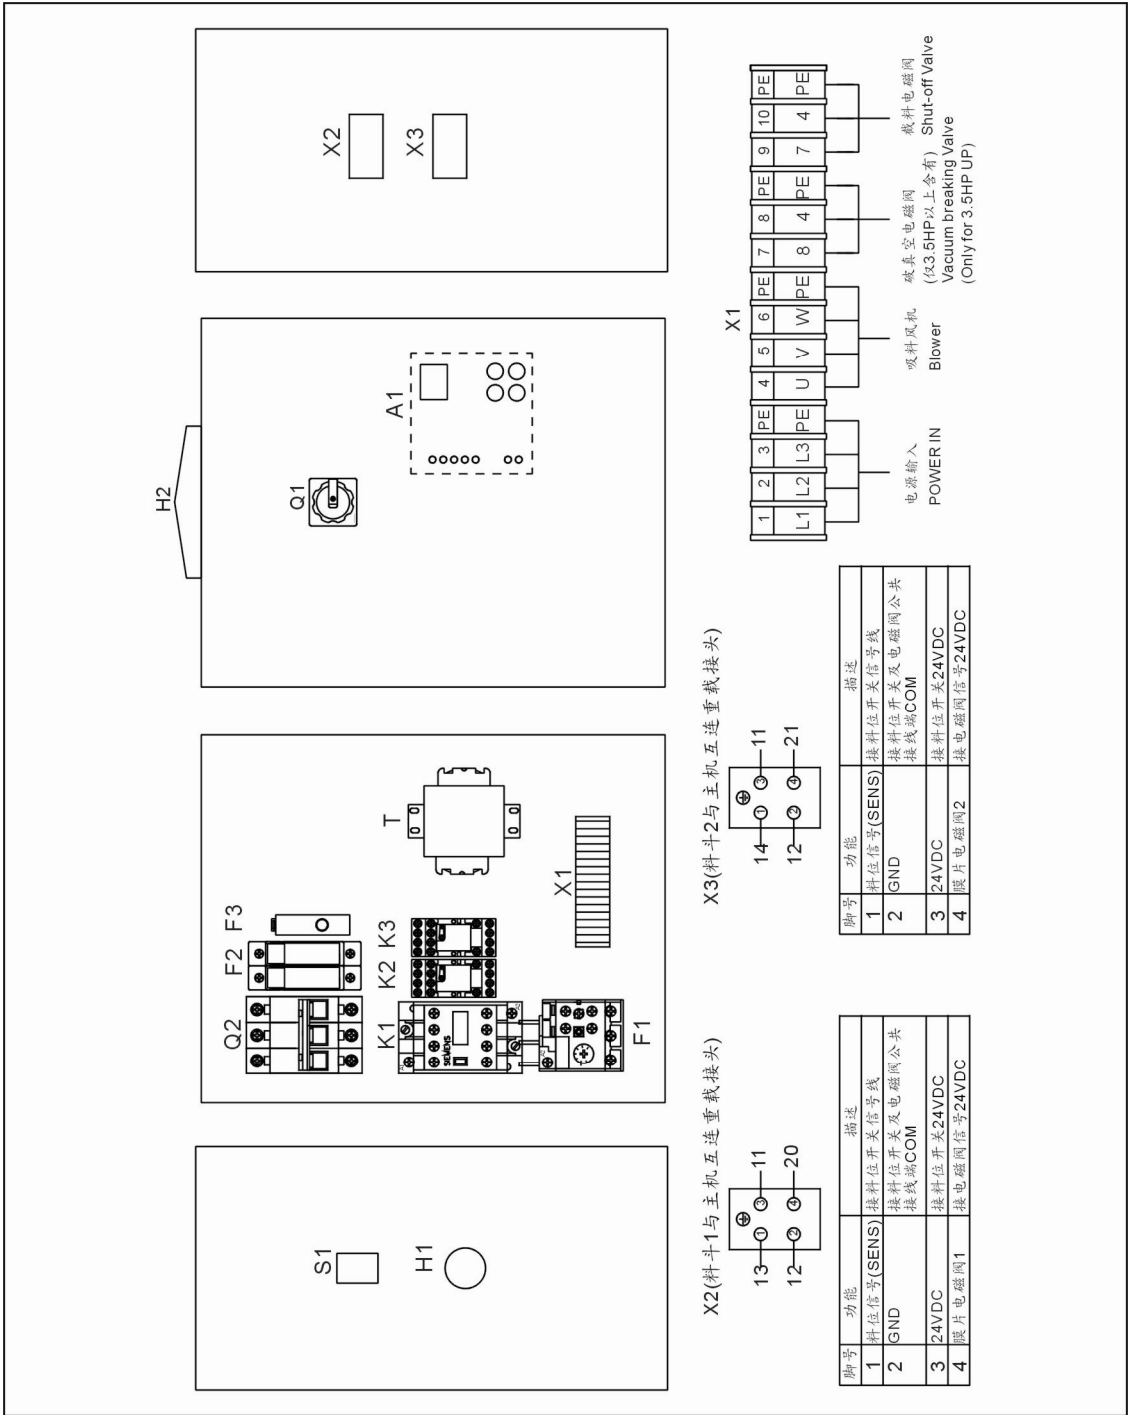 S1
H1
Q2
F2
F3
K1
K2
K3
T
SIEMENS
F1
X1
H2
Q1
A1
X2
X3
X2(料斗1与主机互连重载接头)
13
1
3
11
12
2
4
20
脚号 功能 描述
1 料位信号(SENS) 接料位开关信号线
2 GND 接料位开关及电磁阀公共
接线端COM
3 24VDC 接料位开关24VDC
4 膜片电磁阀1 接电磁阀信号24VDC
X3(料斗2与主机互连重载接头)
14
1
3
11
12
2
4
21
脚号 功能 描述
1 料位信号(SENS) 接料位开关信号线
2 GND 接料位开关及电磁阀公共
接线端COM
3 24VDC 接料位开关24VDC
4 膜片电磁阀2 接电磁阀信号24VDC
X1
1 2 3 PE 4 5 6 PE 7 8 PE 9 10 PE
L1 L2 L3 PE U V W PE 8 4 PE 7 4 PE
电源输入
POWER IN
吸料风机
Blower
破真空电磁阀
(仅3.5HP以上含有)
Vacuum breaking Valve
(Only for 3.5HP UP)
截料电磁阀
Shut-off Valve